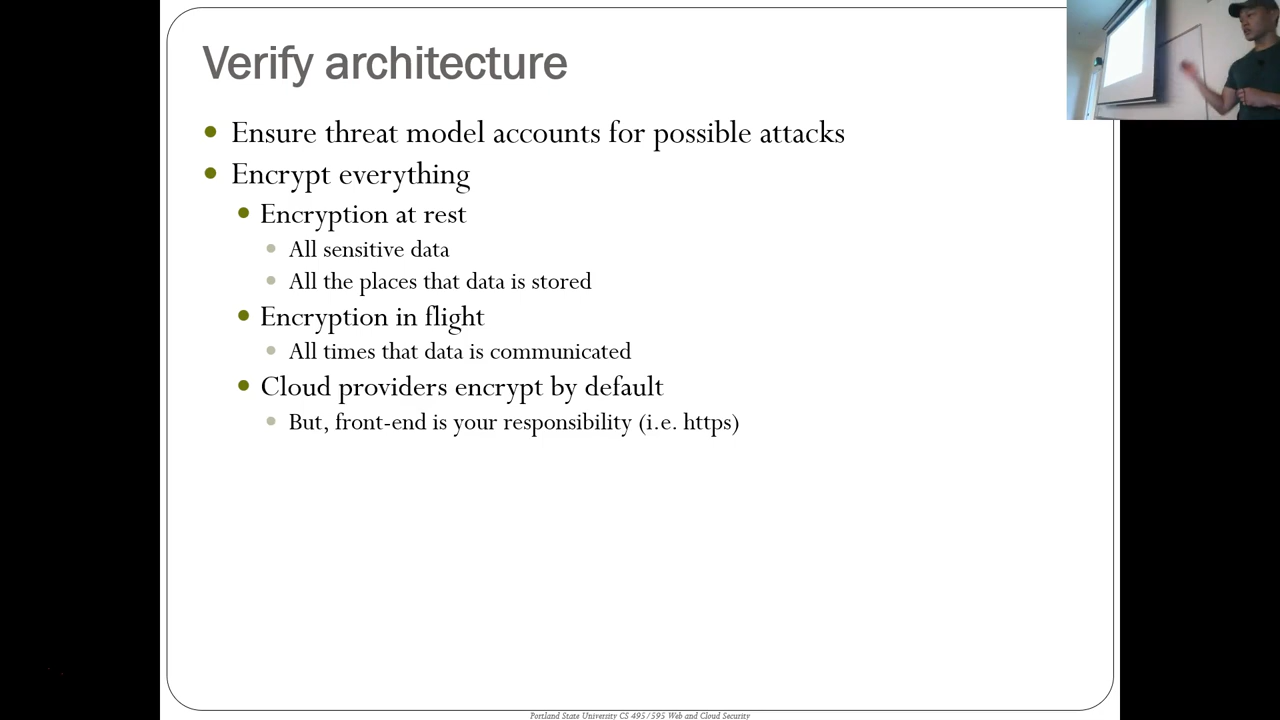 Verify architecture
Ensure threat model accounts for possible attacks
Encrypt everything
Encryption at rest
All sensitive data
All the places that data is stored
Encryption in flight
All times that data is communicated
Cloud providers encrypt by default
But, front-end is your responsibility (i.e. https)
Portland State University CS 495/595 Web and Cloud Security